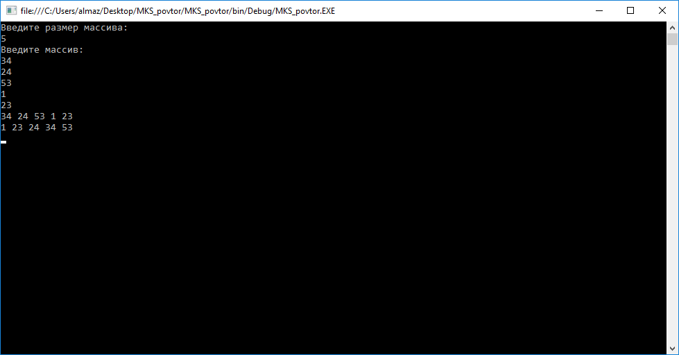 file:///C:/Users/almaz/Desktop/MKS_povtor/MKS_povtor/bin/Debug/MKS_povtor.EXE
Введите размер массива:
5
Введите массив:
34
24
53
1
23
34 24 53 1 23
1 23 24 34 53